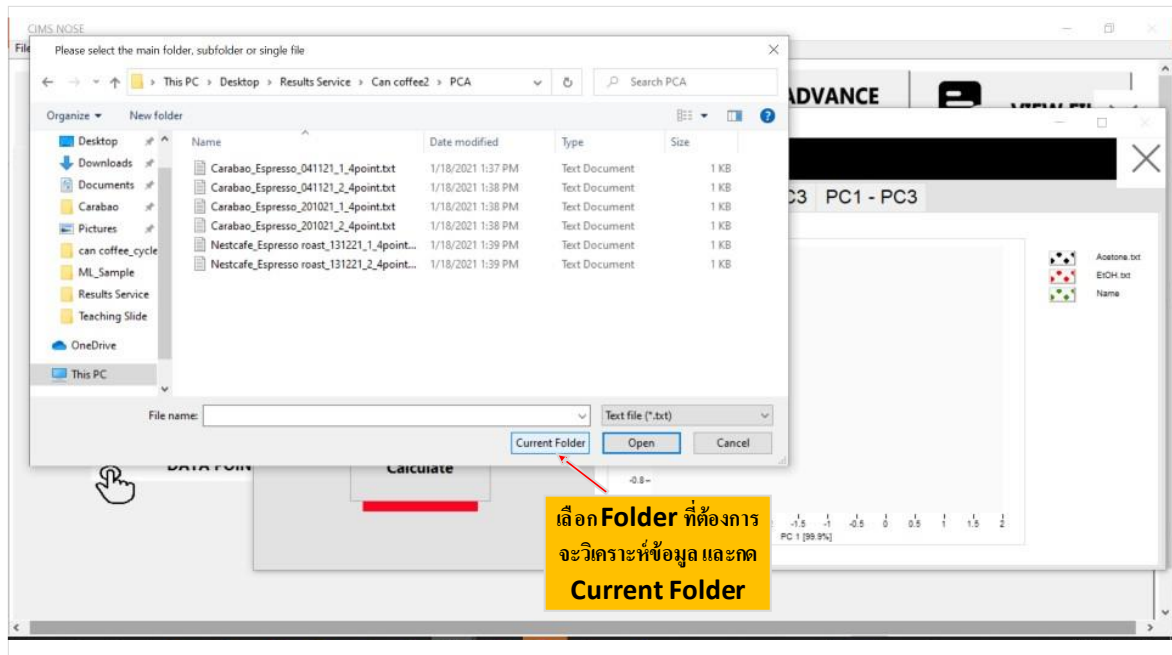 CIMS NOSE
File
Please select the main folder, subfolder or single file
This PC > Desktop > Results Service > Can coffee2 > PCA
Search PCA
Organize
New folder
Name
Date modified
Type
Size
Desktop
Downloads
Documents
Carabao
Pictures
can coffee_cycle
ML_Sample
Results Service
Teaching Slide
OneDrive
This PC
Carabao_Espresso_041121_1_4point.txt 1/18/2021 1:37 PM Text Document 1 KB
Carabao_Espresso_041121_2_4point.txt 1/18/2021 1:38 PM Text Document 1 KB
Carabao_Espresso_201021_1_4point.txt 1/18/2021 1:38 PM Text Document 1 KB
Carabao_Espresso_201021_2_4point.txt 1/18/2021 1:38 PM Text Document 1 KB
Nestcafe_Espresso roast_131221_1_4point... 1/18/2021 1:39 PM Text Document 1 KB
Nestcafe_Espresso roast_131221_2_4point... 1/18/2021 1:39 PM Text Document 1 KB
File name:
Text file (*.txt)
Current Folder
Open
Cancel
ADVANCE
PC1 - PC3
Acetone.txt
EtOH.txt
Name
Calculate
-0.8
-1.5 -1 -0.5 0 0.5 1 1.5 2
PC 1 [99.9%]
เลือก Folder ที่ต้องการ
จะวิเคราะห์ข้อมูล และกด
Current Folder